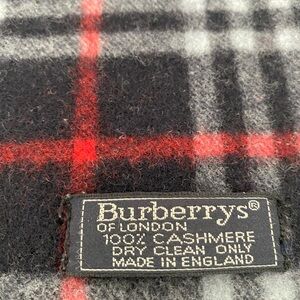 Burberrys®
OF LONDON
100% CASHMERE
DRY CLEAN ONLY
MADE IN ENGLAND